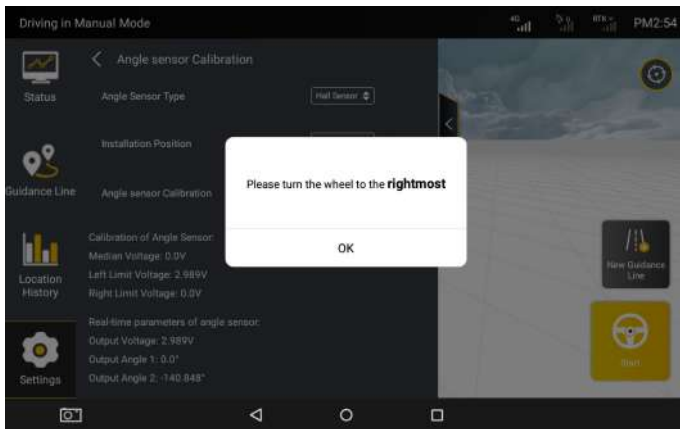 Driving in Manual Mode
4G
RTK
PM2:54
Angle sensor Calibration
Status
Angle Sensor Type
Hall Sensor
Installation Position
Guidance Line
Angle sensor Calibration
Please turn the wheel to the rightmost
OK
Calibration of Angle Sensor:
Median Voltage: 0.0V
Left Limit Voltage: 2.989V
Right Limit Voltage: 0.0V
Location
History
New Guidance
Line
Real-time parameters of angle sensor:
Output Voltage: 2.989V
Output Angle 1: 0.0°
Output Angle 2: -140.848°
Settings
Start